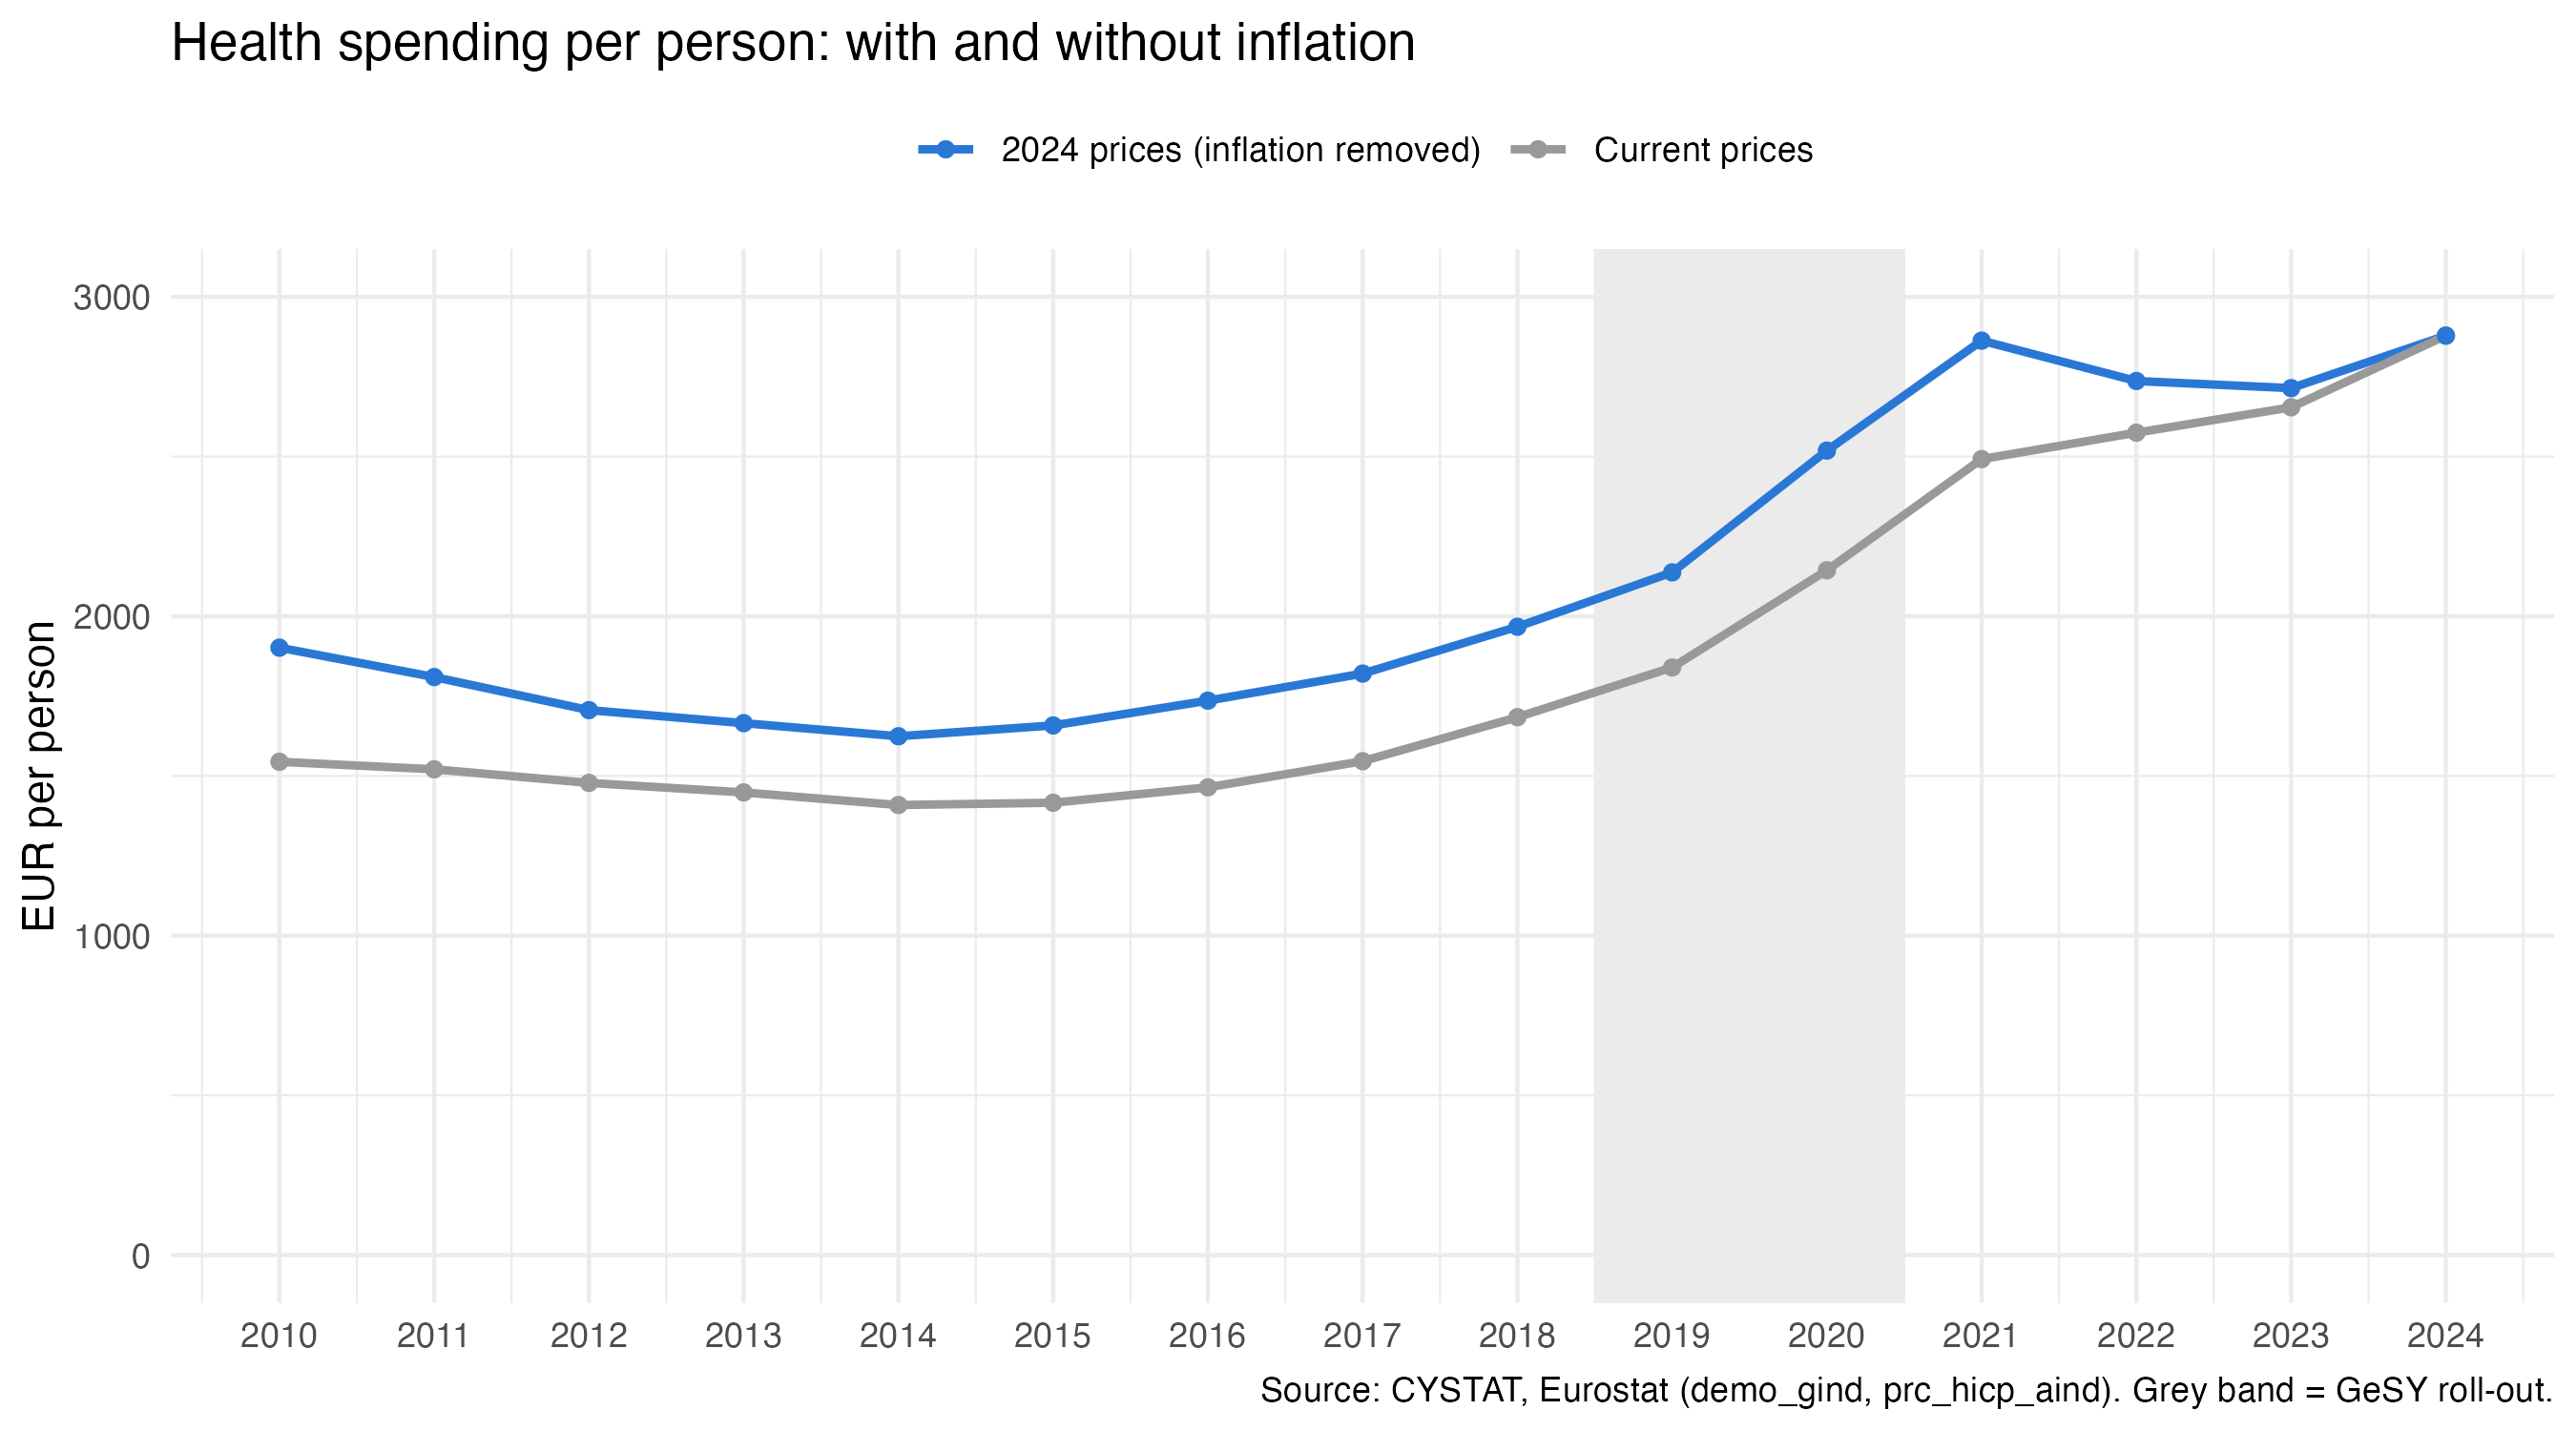 Health spending per person: with and without inflation
2024 prices (inflation removed)
Current prices
EUR per person
3000
2000
1000
0
2010 2011 2012 2013 2014 2015 2016 2017 2018 2019 2020 2021 2022 2023 2024
Source: CYSTAT, Eurostat (demo_gind, prc_hicp_aind). Grey band = GeSY roll-out.